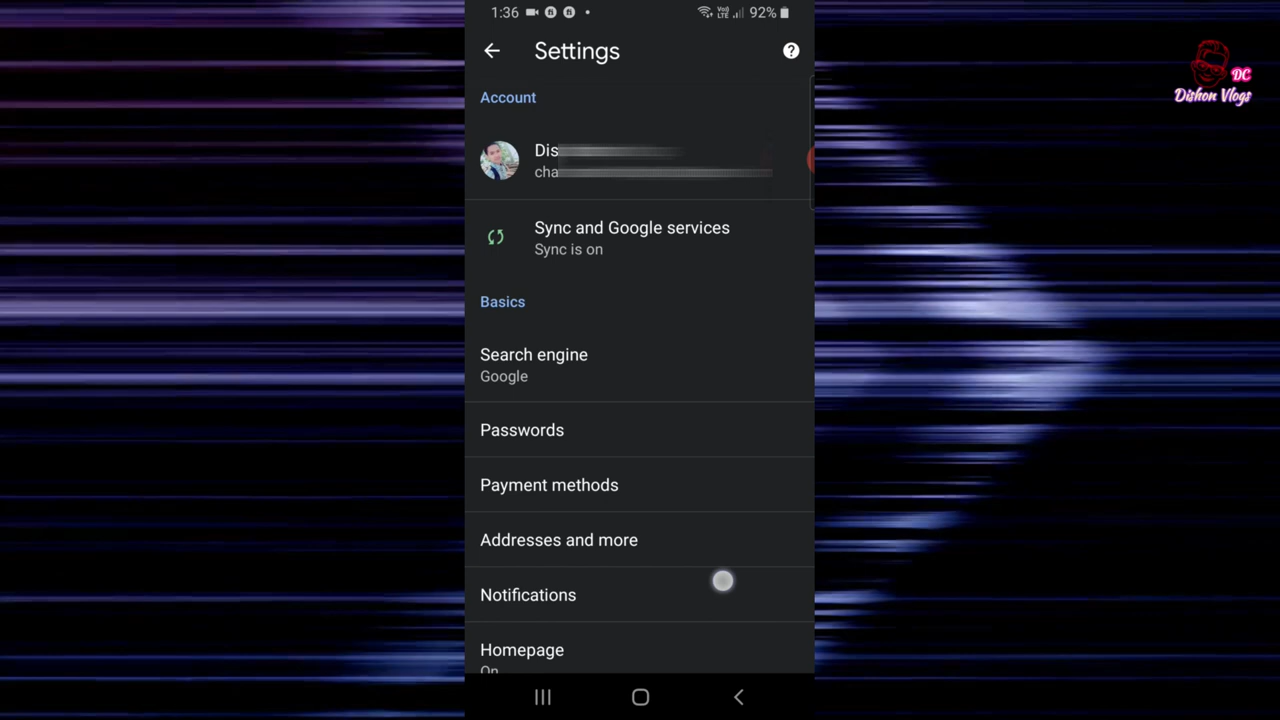 1:36
92%
Settings
Account
Dis
cha
Sync and Google services
Sync is on
Basics
Search engine
Google
Passwords
Payment methods
Addresses and more
Notifications
Homepage
On
DC
Dishon Vlogs